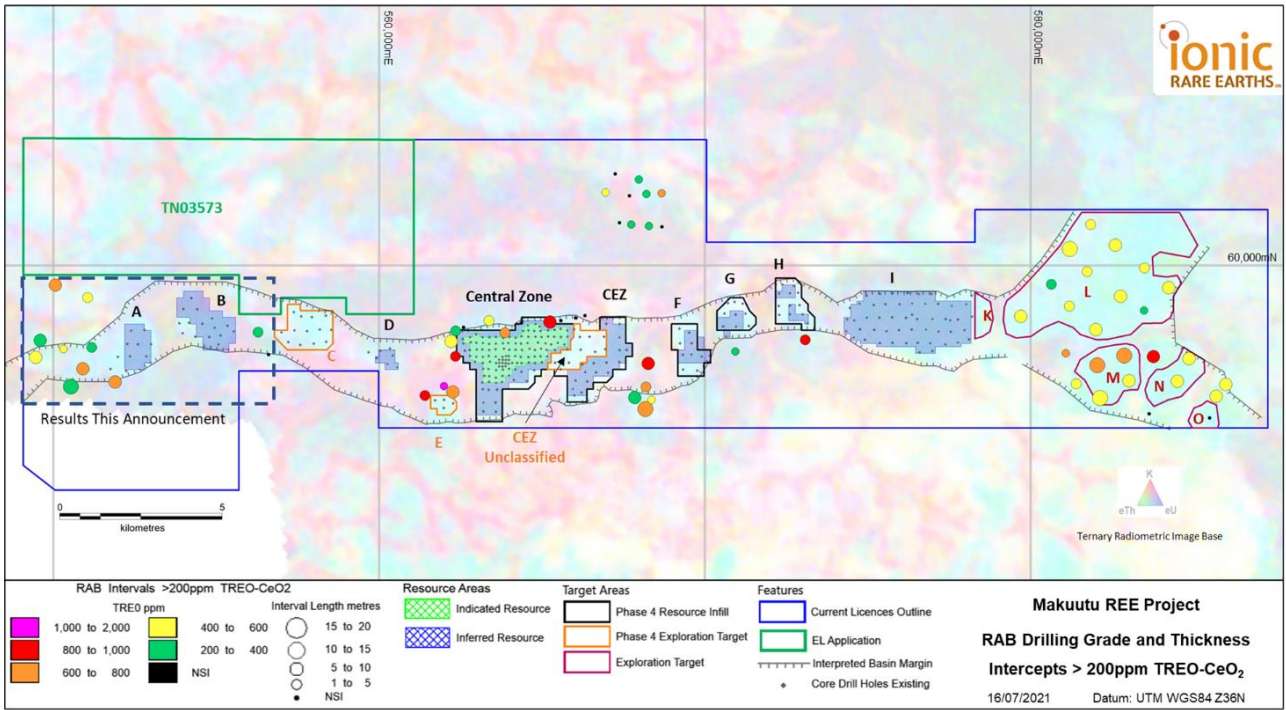 ionic
RARE EARTHS
560,000mE
580,000mE
60,000mN
TN03573
A
B
C
D
E
Central Zone
CEZ
CEZ
Unclassified
F
G
H
I
K
L
M
N
O
Results This Announcement
0 5
kilometres
K
eTh eU
Ternary Radiometric Image Base
RAB Intervals >200ppm TREO-CeO2
TRE0 ppm
1,000 to 2,000
800 to 1,000
600 to 800
400 to 600
200 to 400
NSI
Interval Length metres
15 to 20
10 to 15
5 to 10
1 to 5
NSI
Resource Areas
Indicated Resource
Inferred Resource
Target Areas
Phase 4 Resource Infill
Phase 4 Exploration Target
Exploration Target
Features
Current Licences Outline
EL Application
Interpreted Basin Margin
Core Drill Holes Existing
Makuutu REE Project
RAB Drilling Grade and Thickness
Intercepts > 200ppm TREO-CeO₂
16/07/2021 Datum: UTM WGS84 Z36N